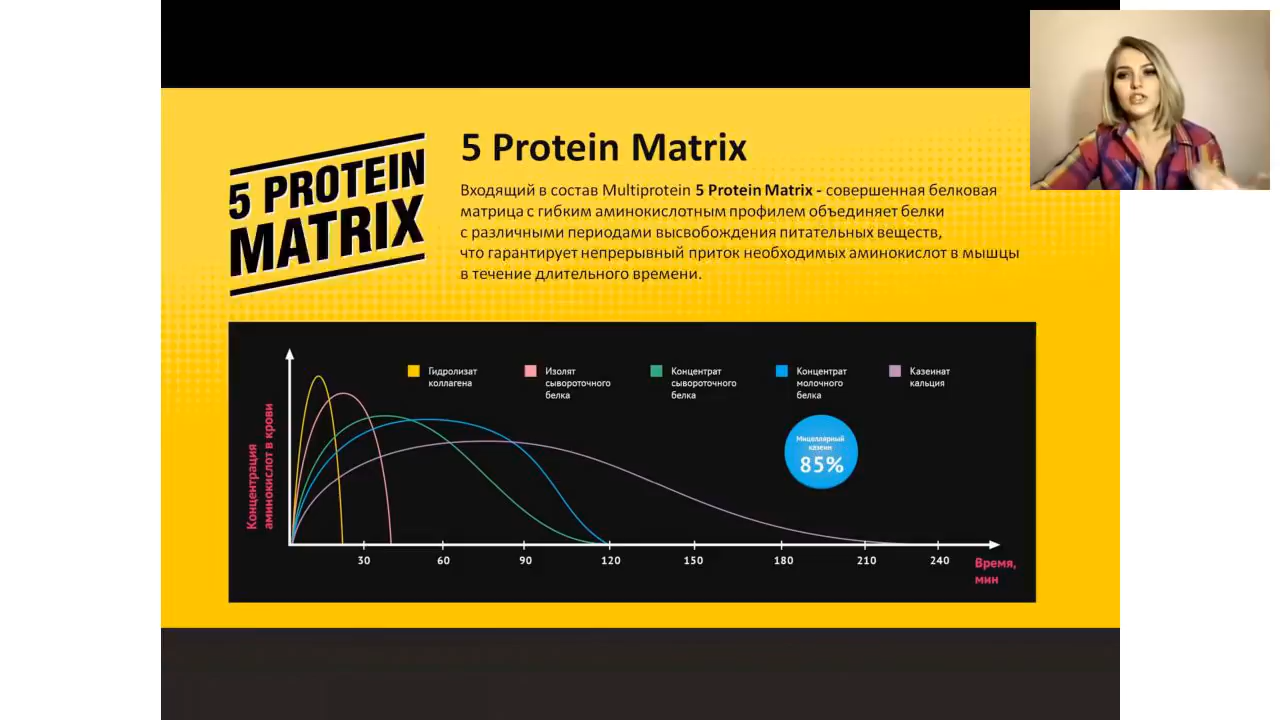 5 PROTEIN
MATRIX
5 Protein Matrix
Входящий в состав Multiprotein 5 Protein Matrix - совершенная белковая
матрица с гибким аминокислотным профилем объединяет белки
с различными периодами высвобождения питательных веществ,
что гарантирует непрерывный приток необходимых аминокислот в мышцы
в течение длительного времени.
Гидролизат
коллагена
Изолят
сывороточного
белка
Концентрат
сывороточного
белка
Концентрат
молочного
белка
Казеинат
кальция
Мицеллярный
казеин
85%
Концентрация
аминокислот в крови
30 60 90 120 150 180 210 240
Время,
мин